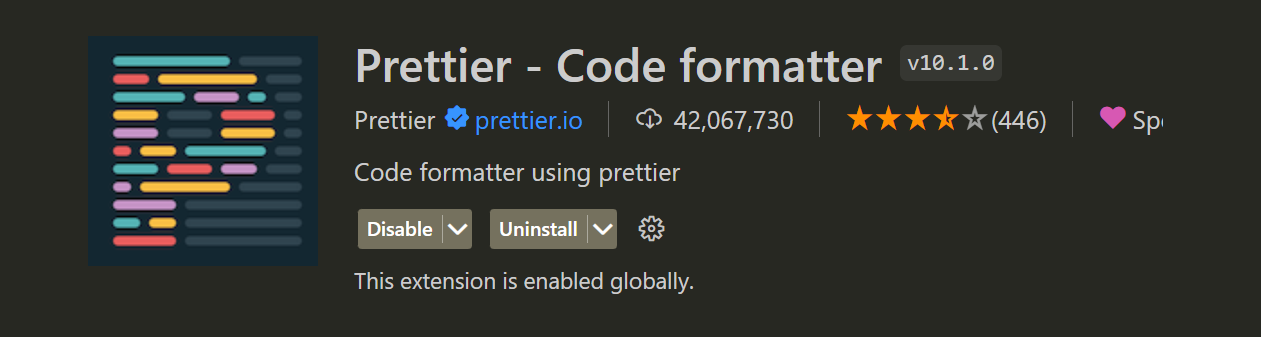 Prettier - Code formatter v10.1.0
Prettier prettier.io 42,067,730 (446)
Code formatter using prettier
Disable Uninstall
This extension is enabled globally.